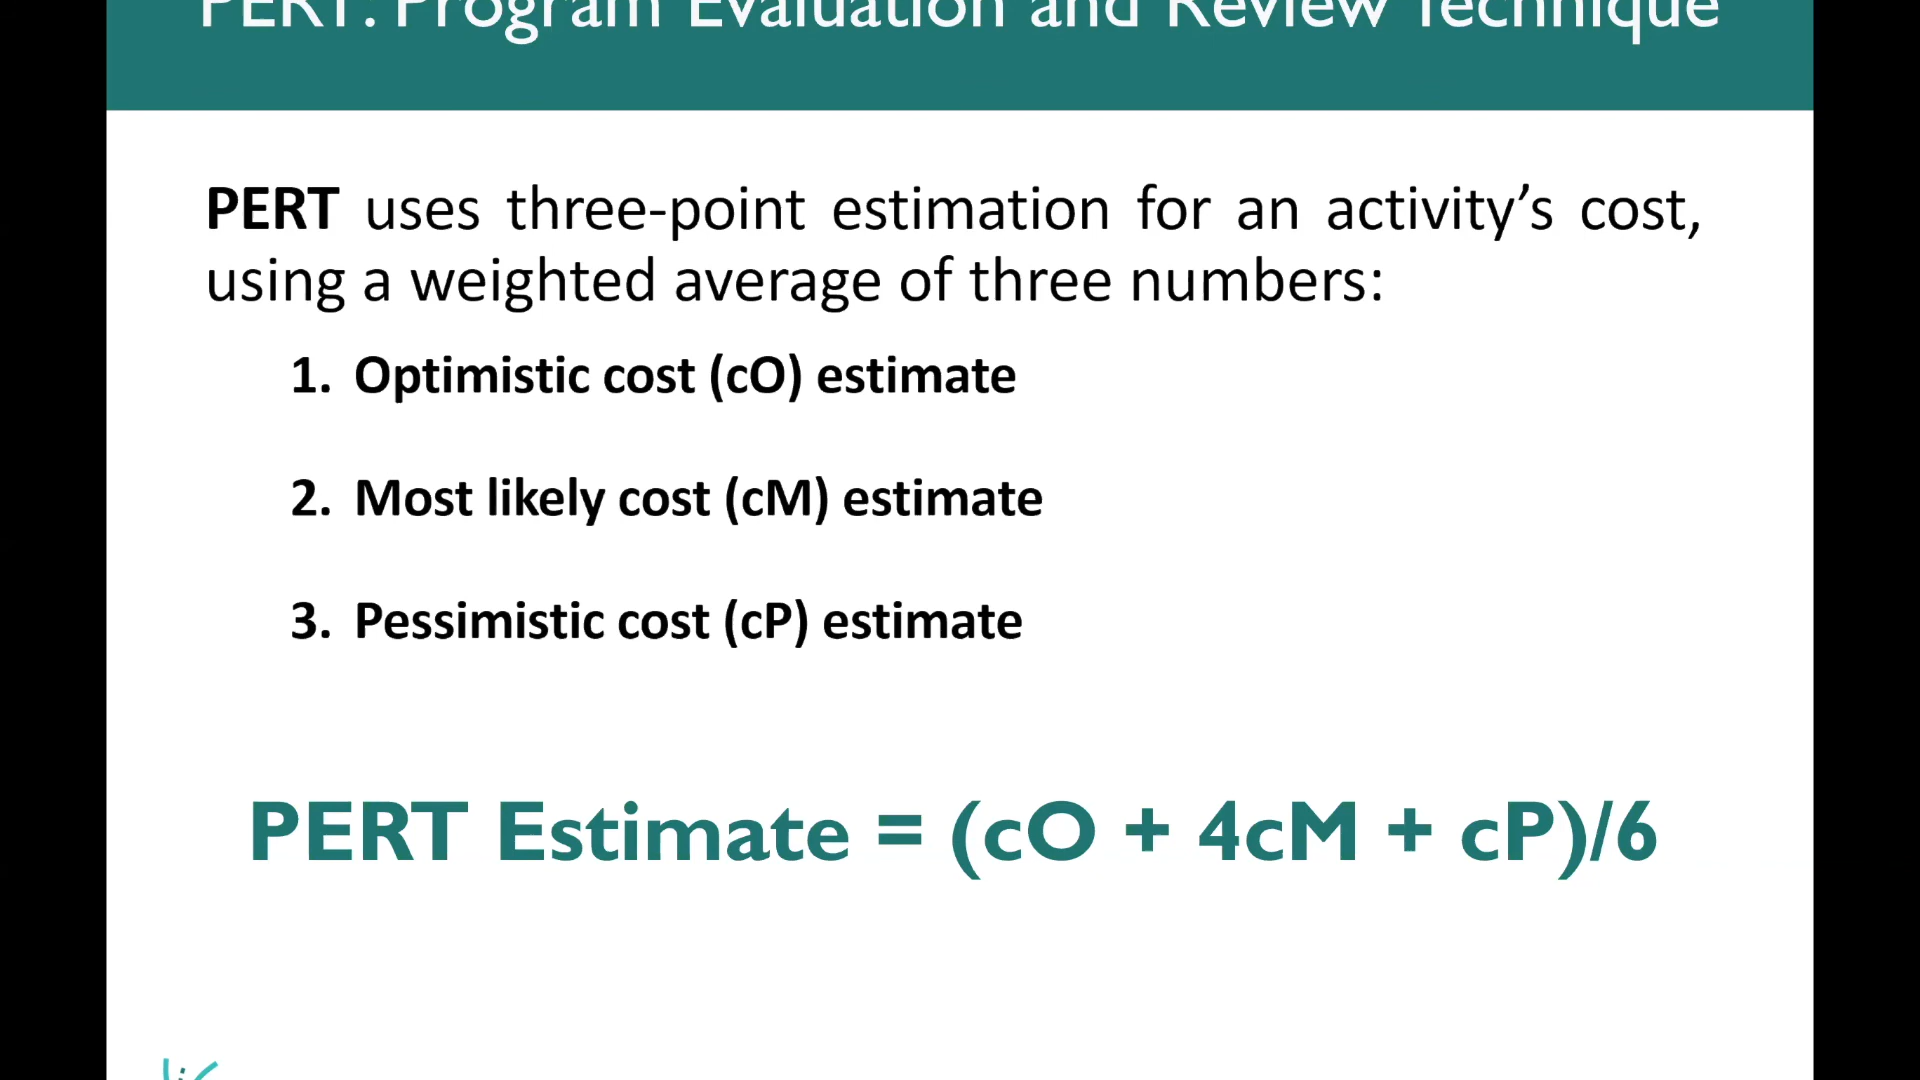 PERT: Program Evaluation and Review Technique
PERT uses three-point estimation for an activity’s cost,
using a weighted average of three numbers:
1. Optimistic cost (cO) estimate
2. Most likely cost (cM) estimate
3. Pessimistic cost (cP) estimate
PERT Estimate = (cO + 4cM + cP)/6